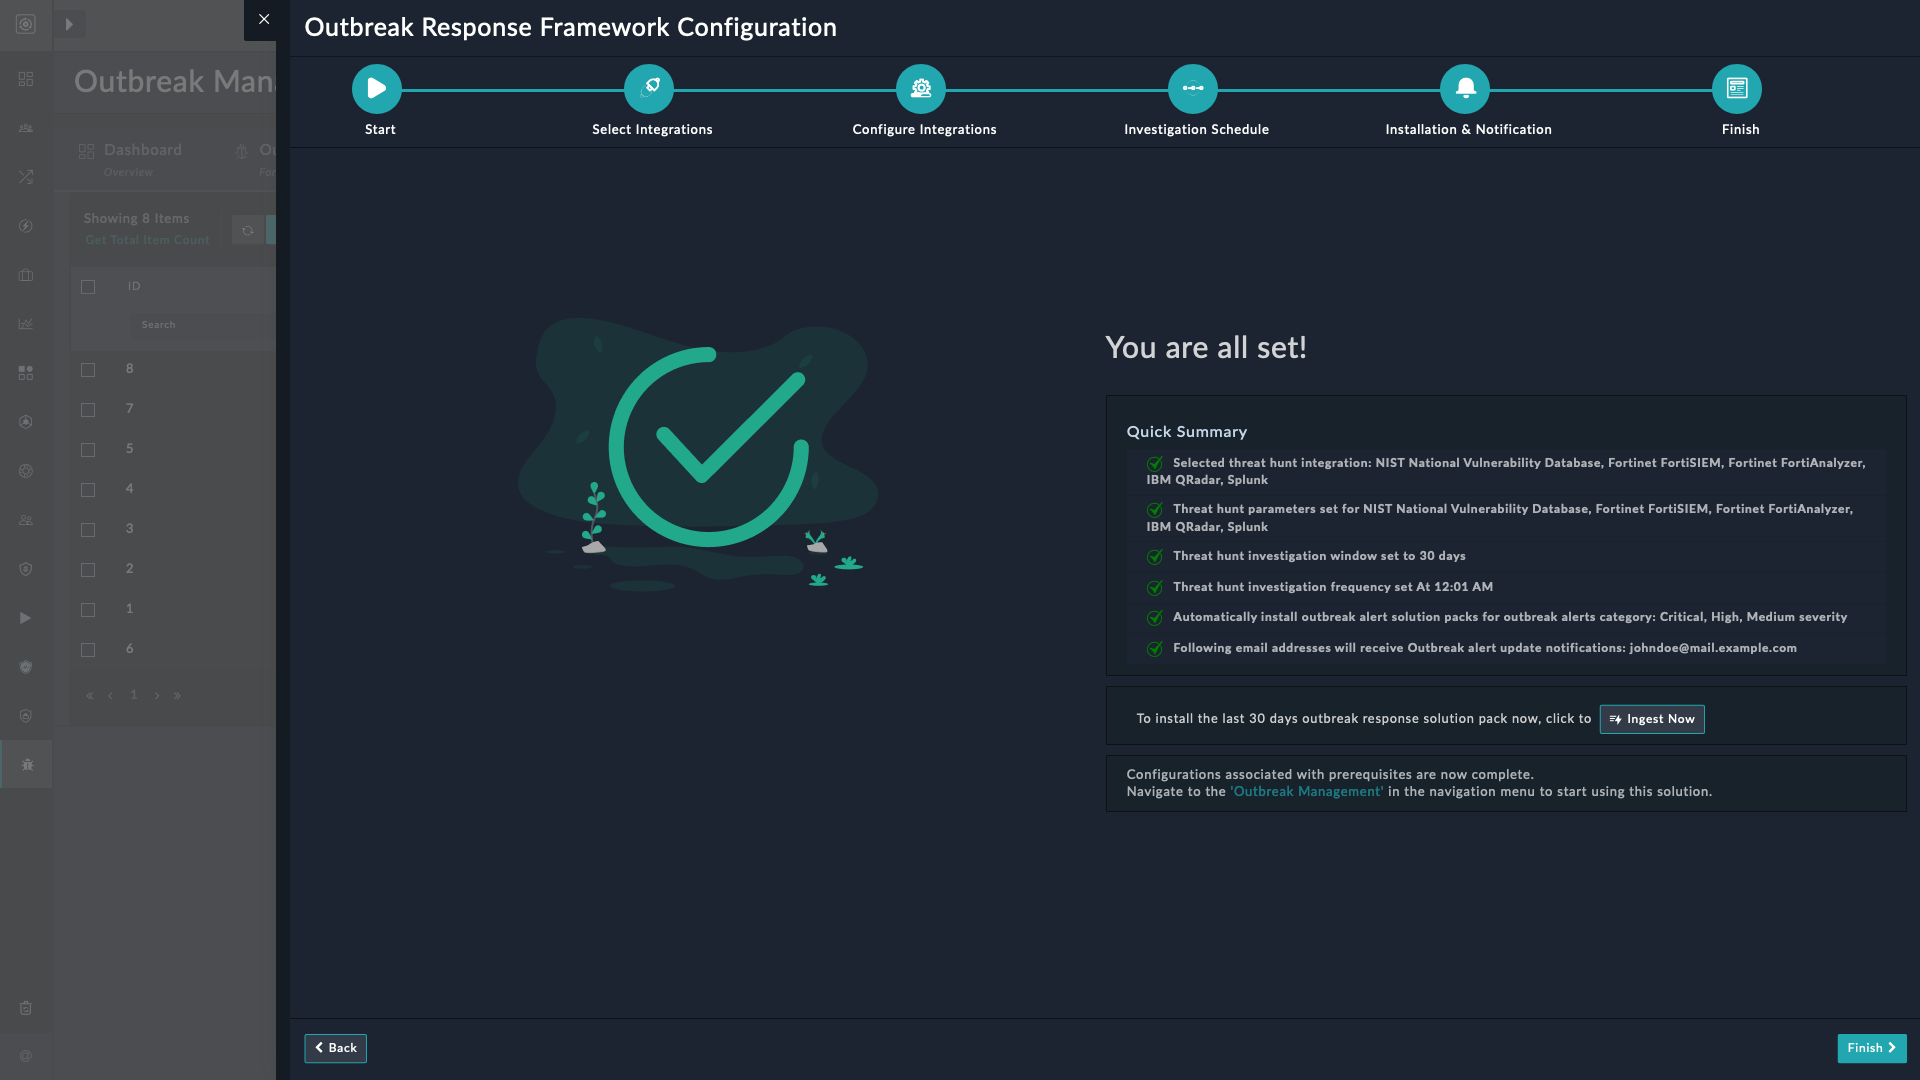 Outbreak Response Framework Configuration
Start
Select Integrations
Configure Integrations
Investigation Schedule
Installation & Notification
Finish
Outbreak Man
Dashboard
Overview
Showing 8 Items
Get Total Item Count
ID
Search
8
7
5
4
3
2
1
6
« ‹ 1 › »
You are all set!
Quick Summary
Selected threat hunt integration: NIST National Vulnerability Database, Fortinet FortiSIEM, Fortinet FortiAnalyzer,
IBM QRadar, Splunk
Threat hunt parameters set for NIST National Vulnerability Database, Fortinet FortiSIEM, Fortinet FortiAnalyzer,
IBM QRadar, Splunk
Threat hunt investigation window set to 30 days
Threat hunt investigation frequency set At 12:01 AM
Automatically install outbreak alert solution packs for outbreak alerts category: Critical, High, Medium severity
Following email addresses will receive Outbreak alert update notifications: johndoe@mail.example.com
To install the last 30 days outbreak response solution pack now, click to Ingest Now
Configurations associated with prerequisites are now complete.
Navigate to the 'Outbreak Management' in the navigation menu to start using this solution.
Back
Finish